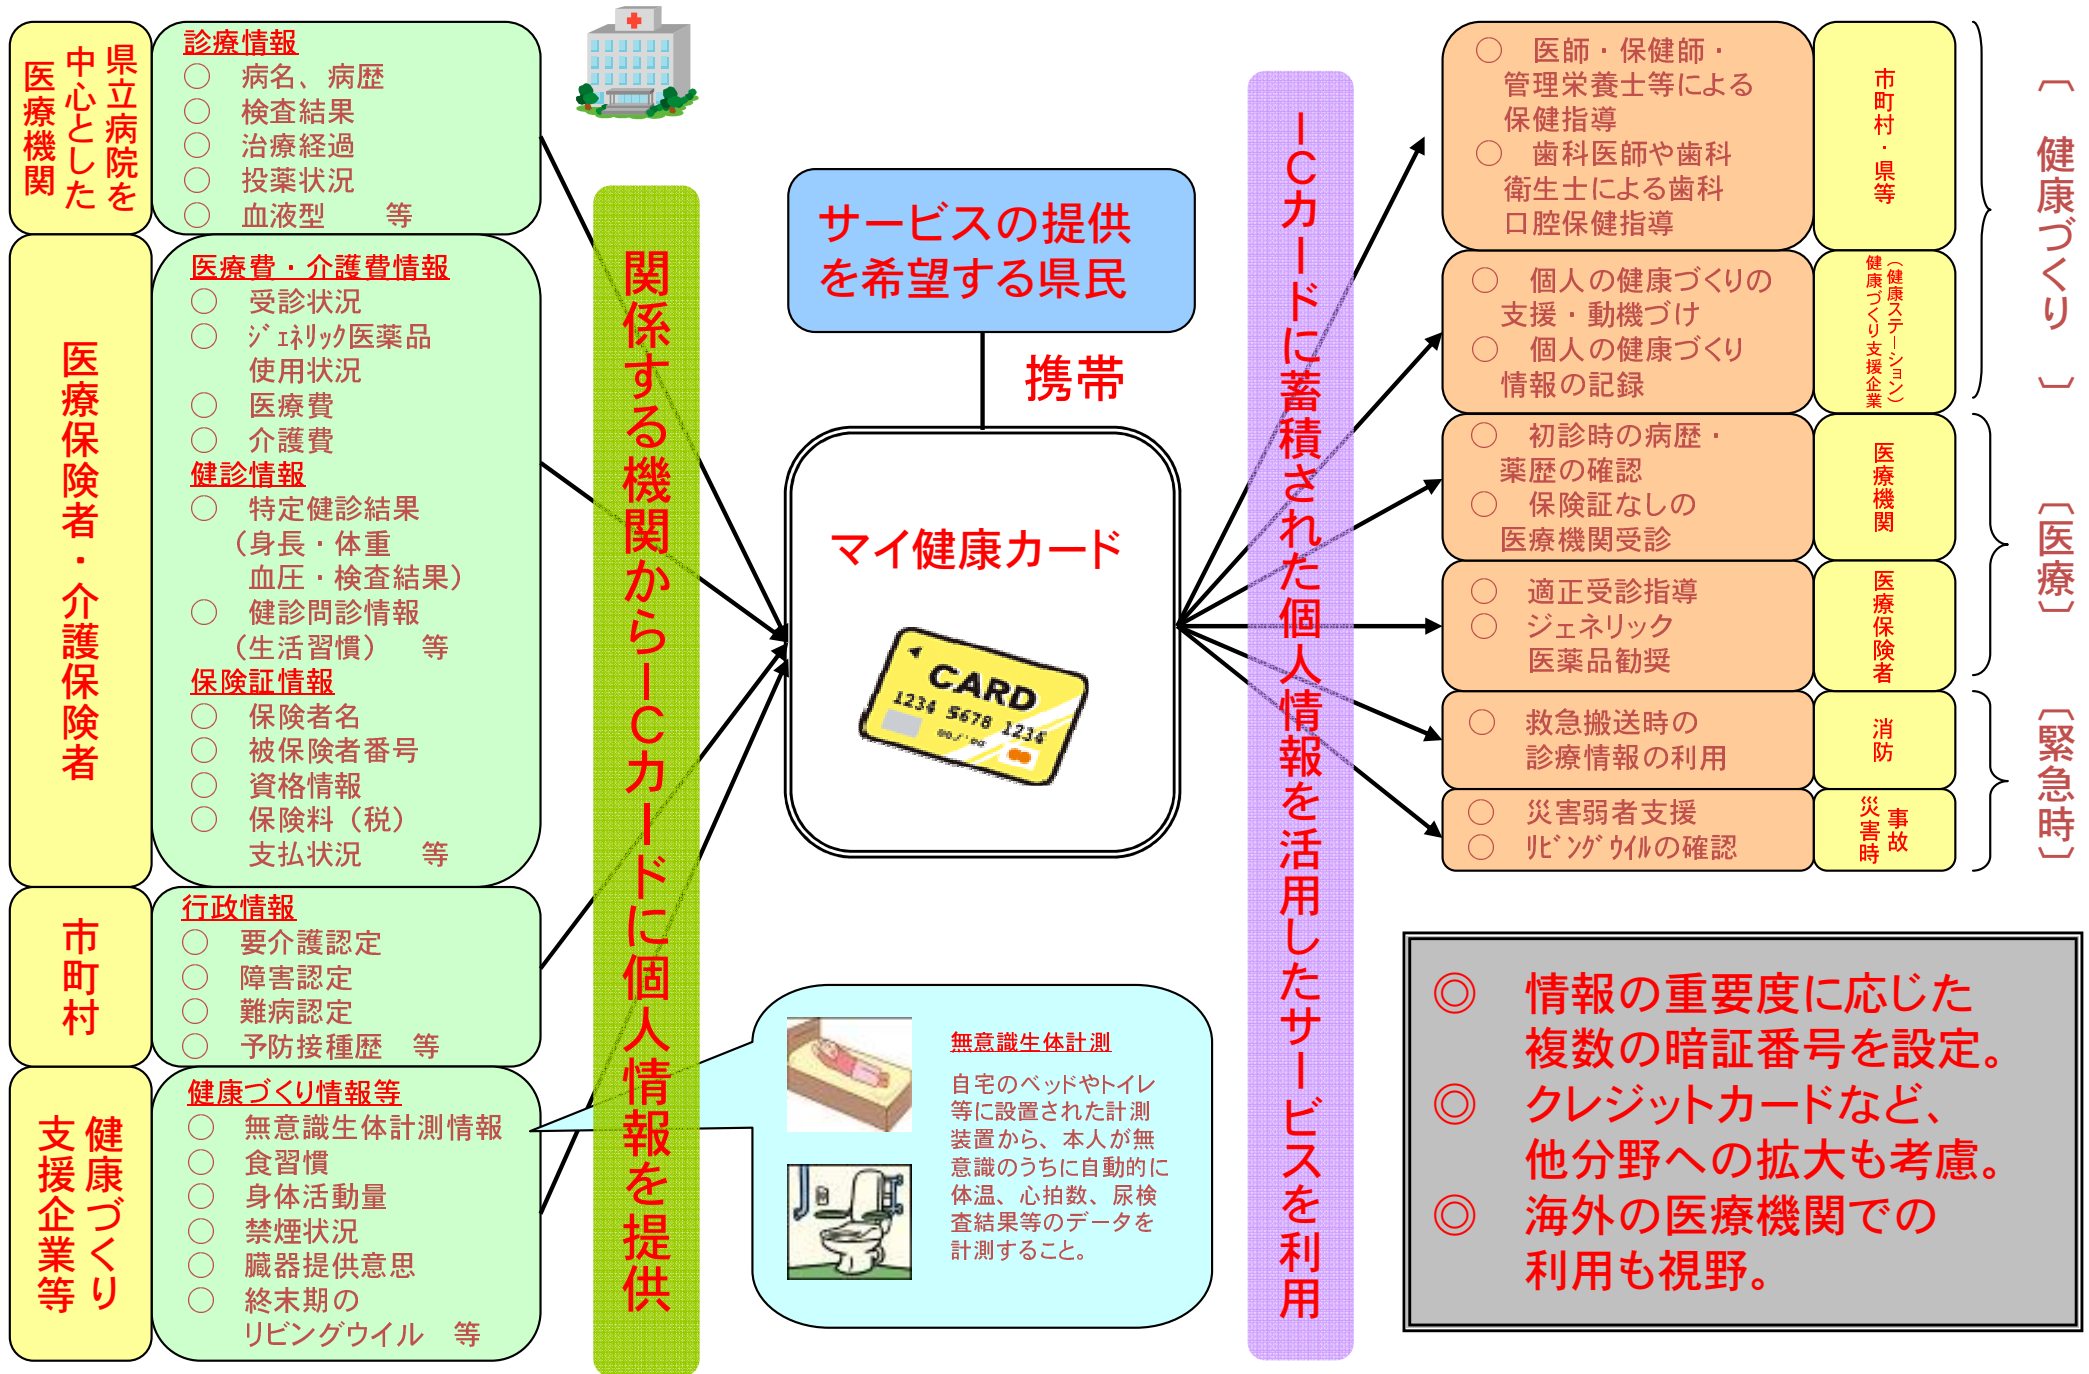 県立病院を
中心とした
医療機関
診療情報
○　病名、病歴
○　検査結果
○　治療経過
○　投薬状況
○　血液型　　等
医療保険者・介護保険者
医療費・介護費情報
○　受診状況
○　ｼﾞｪﾈﾘｯｸ医薬品
使用状況
○　医療費
○　介護費
健診情報
○　特定健診結果
（身長・体重
血圧・検査結果）
○　健診問診情報
（生活習慣）　等
保険証情報
○　保険者名
○　被保険者番号
○　資格情報
○　保険料（税）
支払状況　　等
市町村
行政情報
○　要介護認定
○　障害認定
○　難病認定
○　予防接種歴　等
健康づくり
支援企業等
健康づくり情報等
○　無意識生体計測情報
○　食習慣
○　身体活動量
○　禁煙状況
○　臓器提供意思
○　終末期の
リビングウイル　等
関係する機関からＩＣカードに個人情報を提供
サービスの提供
を希望する県民
携帯
マイ健康カード
CARD
1234 5678 1234
無意識生体計測
自宅のベッドやトイレ
等に設置された計測
装置から、本人が無
意識のうちに自動的に
体温、心拍数、尿検
査結果等のデータを
計測すること。
ＩＣカードに蓄積された個人情報を活用したサービスを利用
○　医師・保健師・
管理栄養士等による
保健指導
○　歯科医師や歯科
衛生士による歯科
口腔保健指導
市町村・県等
○　個人の健康づくりの
支援・動機づけ
○　個人の健康づくり
情報の記録
（健康ステーション）
健康づくり支援企業
〔　健康づくり　〕
○　初診時の病歴・
薬歴の確認
○　保険証なしの
医療機関受診
医療機関
○　適正受診指導
○　ジェネリック
医薬品勧奨
医療保険者
〔医療〕
○　救急搬送時の
診療情報の利用
消防
○　災害弱者支援
○　ﾘﾋﾞﾝｸﾞｳｲﾙの確認
事故
災害時
〔緊急時〕
◎　情報の重要度に応じた
複数の暗証番号を設定。
◎　クレジットカードなど、
他分野への拡大も考慮。
◎　海外の医療機関での
利用も視野。